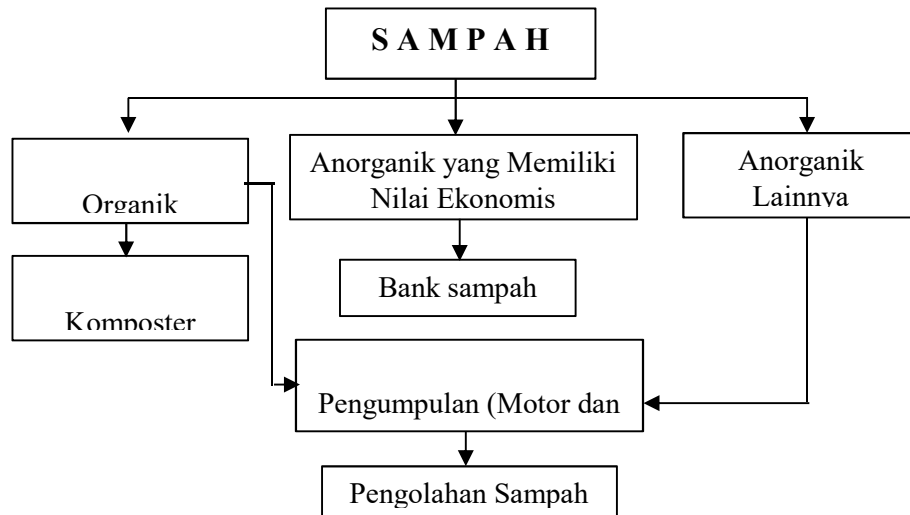 S A M P A H
Organik
Anorganik yang Memiliki
Nilai Ekonomis
Anorganik
Lainnya
Komposter
Bank sampah
Pengumpulan (Motor dan
Pengolahan Sampah